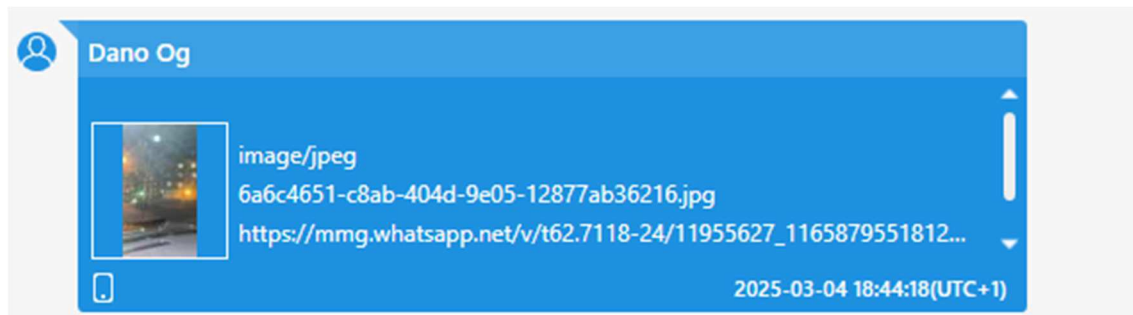 Dano Og
image/jpeg
6a6c4651-c8ab-404d-9e05-12877ab36216.jpg
https://mmg.whatsapp.net/v/t62.7118-24/11955627_1165879551812...
2025-03-04 18:44:18(UTC+1)